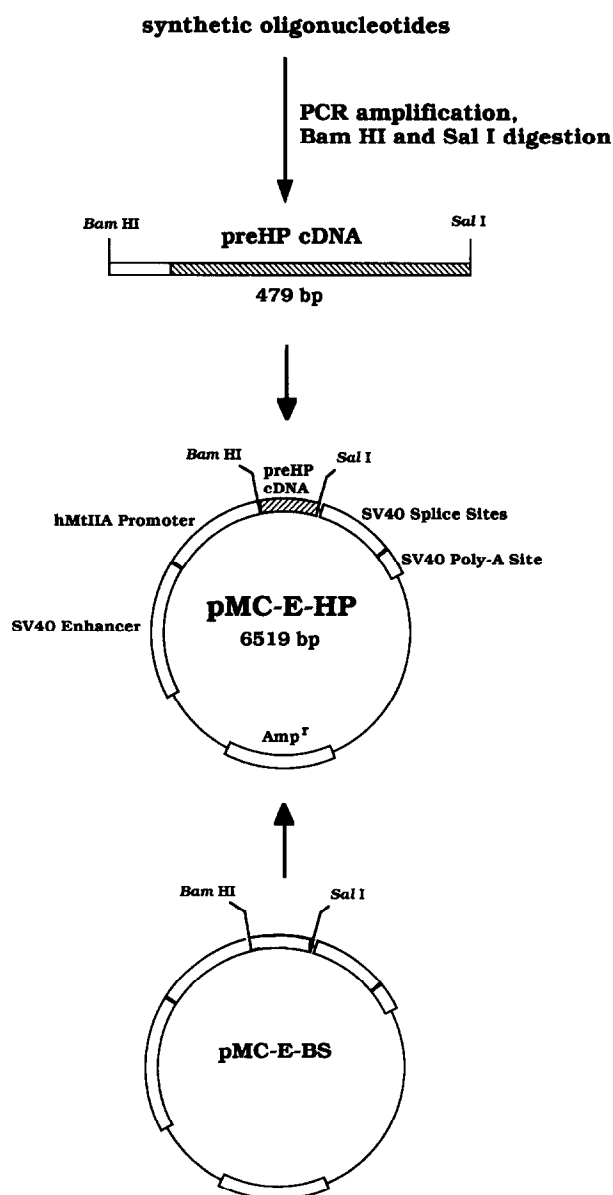 synthetic oligonucleotides
PCR amplification,
Bam HI and Sal I digestion
Bam HI
preHP cDNA
Sal I
479 bp
Bam HI
preHP
cDNA
Sal I
hMtIIA Promoter
SV40 Splice Sites
SV40 Poly-A Site
SV40 Enhancer
pMC-E-HP
6519 bp
Amp r
Bam HI
Sal I
pMC-E-BS